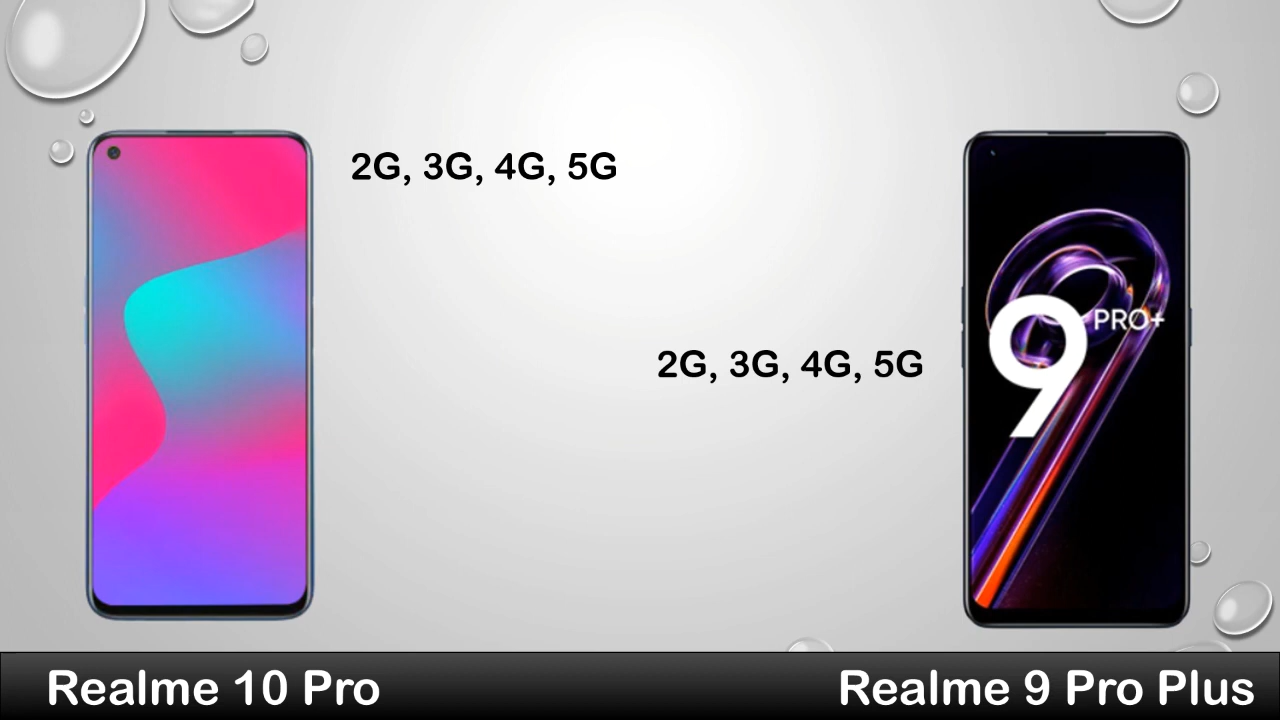 2G, 3G, 4G, 5G
2G, 3G, 4G, 5G
9 PRO+
Realme 10 Pro
Realme 9 Pro Plus